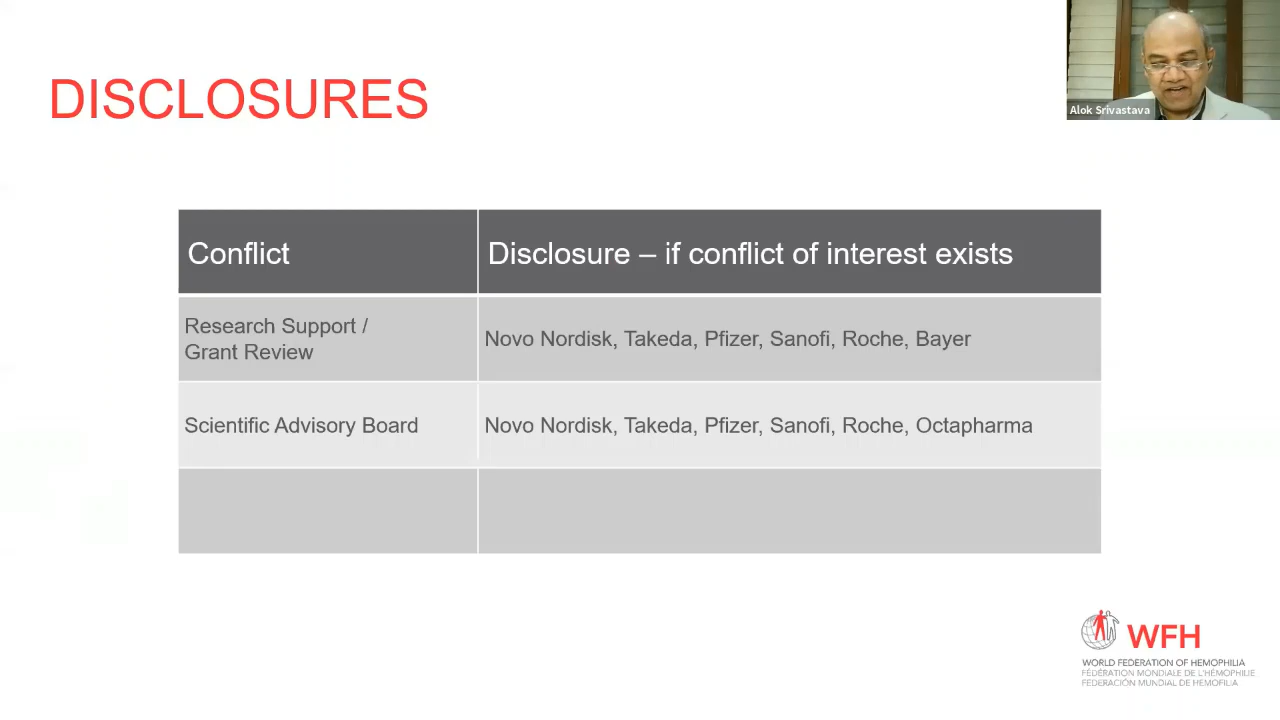 DISCLOSURES
Alok Srivastava
Conflict
Disclosure – if conflict of interest exists
Research Support /
Grant Review
Novo Nordisk, Takeda, Pfizer, Sanofi, Roche, Bayer
Scientific Advisory Board
Novo Nordisk, Takeda, Pfizer, Sanofi, Roche, Octapharma
WFH
WORLD FEDERATION OF HEMOPHILIA
FÉDÉRATION MONDIALE DE L'HÉMOPHILIE
FEDERACIÓN MUNDIAL DE HEMOFILIA